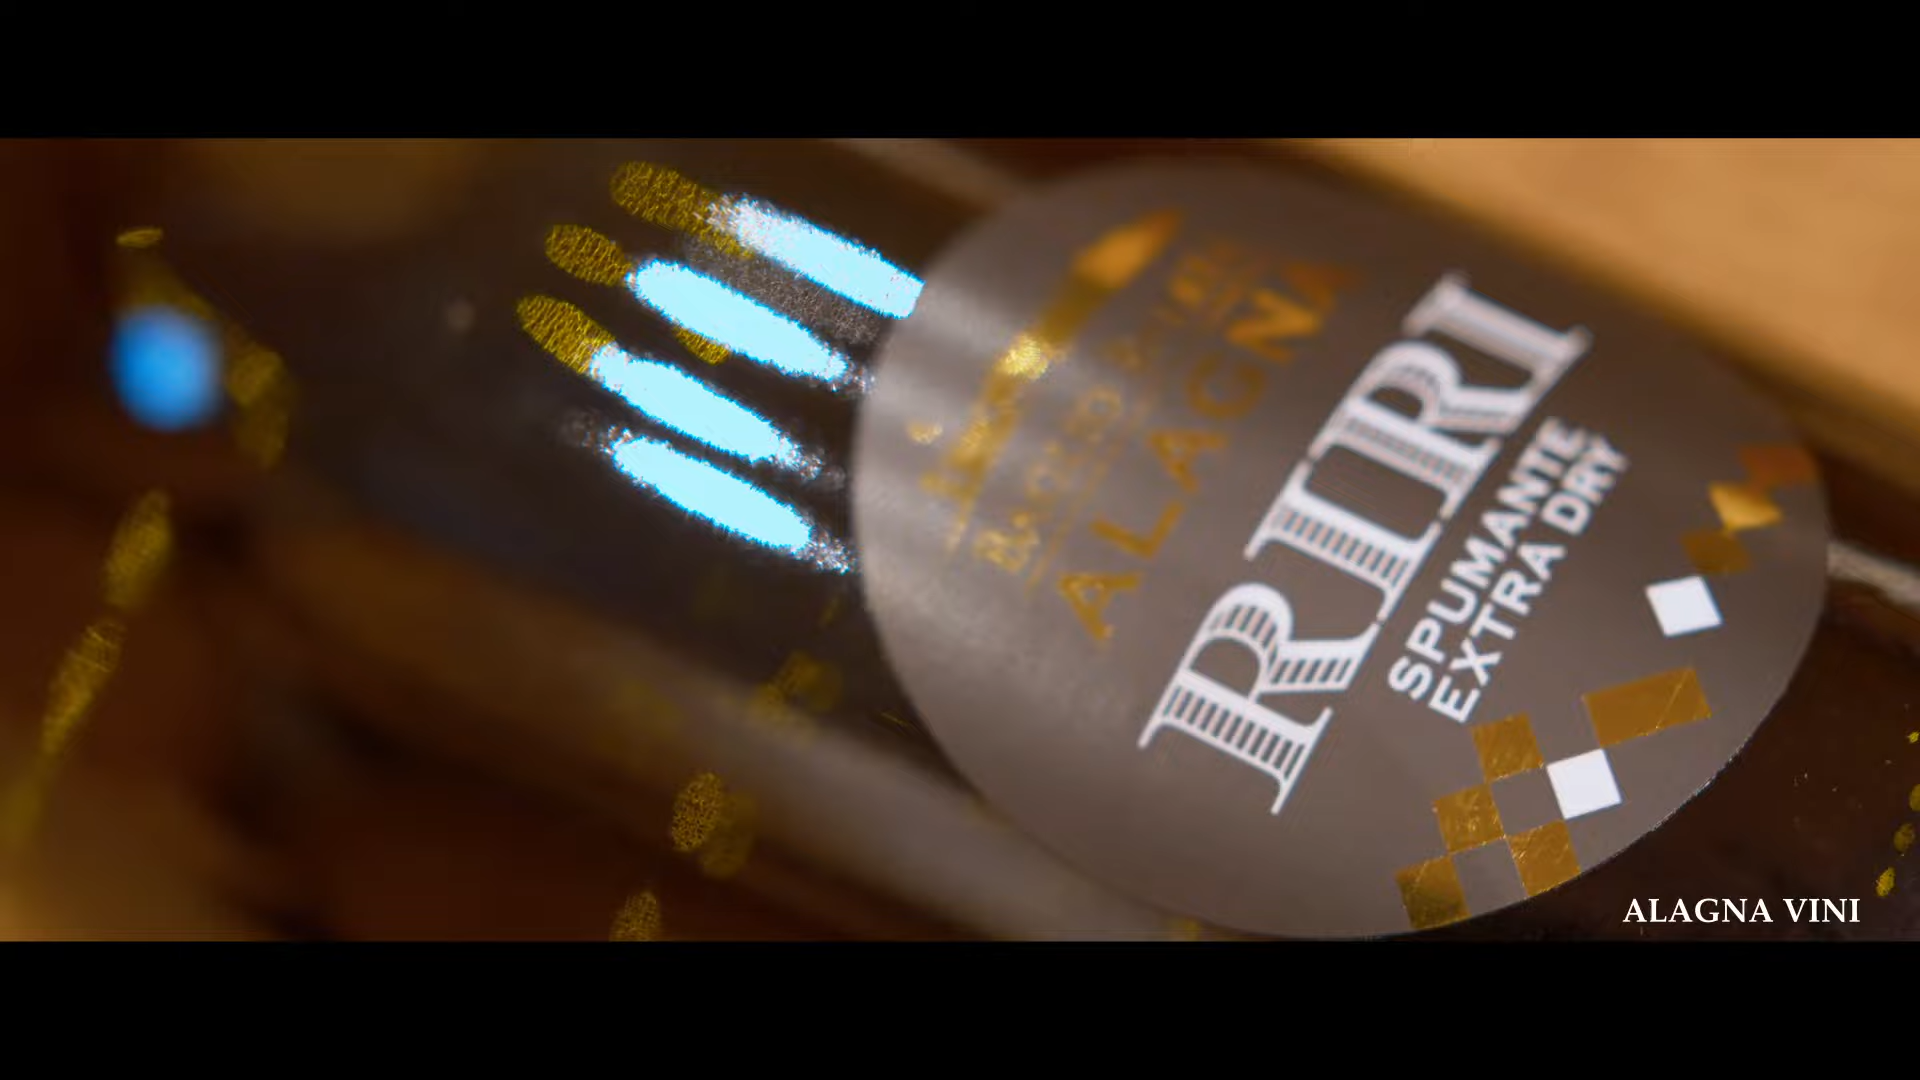 ALAGNA
RIRI
SPUMANTE
EXTRA DRY
ALAGNA VINI